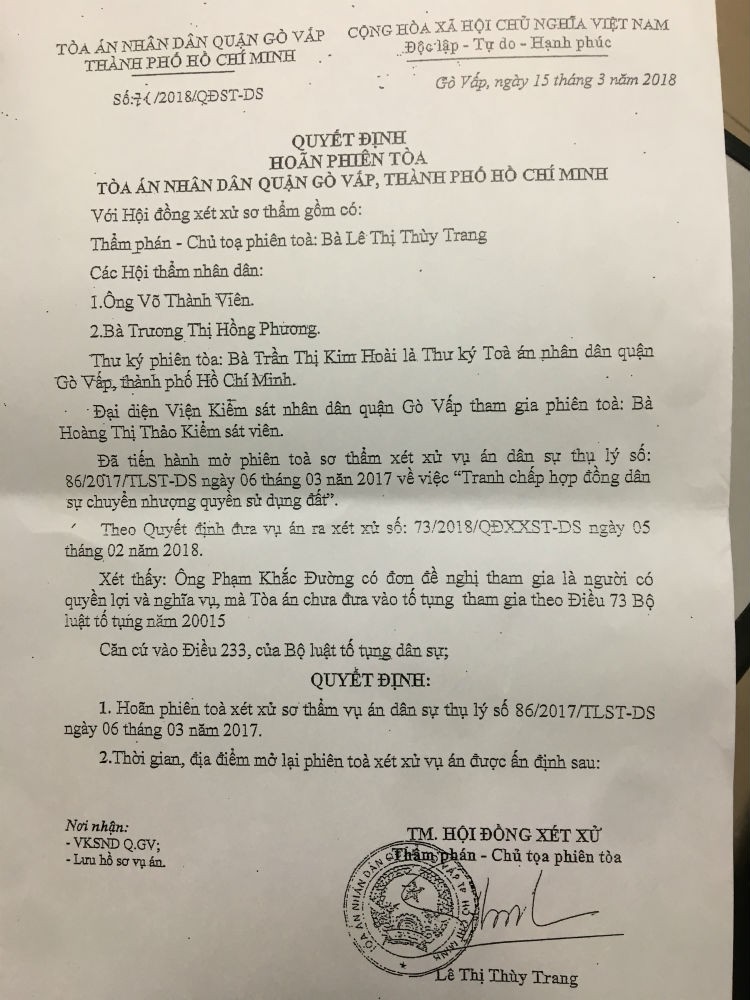 TÒA ÁN NHÂN DÂN QUẬN GÒ VẤP
THÀNH PHỐ HỒ CHÍ MINH
CỘNG HÒA XÃ HỘI CHỦ NGHĨA VIỆT NAM
Độc lập - Tự do - Hạnh phúc
Số: /2018/QĐST-DS
Gò Vấp, ngày 15 tháng 3 năm 2018
QUYẾT ĐỊNH
HOÃN PHIÊN TÒA
TÒA ÁN NHÂN DÂN QUẬN GÒ VẤP, THÀNH PHỐ HỒ CHÍ MINH
Với Hội đồng xét xử sơ thẩm gồm có:
Thẩm phán - Chủ toạ phiên toà: Bà Lê Thị Thùy Trang
Các Hội thẩm nhân dân:
1.Ông Võ Thành Viên.
2.Bà Trương Thị Hồng Phương.
Thư ký phiên tòa: Bà Trần Thị Kim Hoài là Thư ký Toà án nhân dân quận
Gò Vấp, thành phố Hồ Chí Minh.
Đại diện Viện Kiểm sát nhân dân quận Gò Vấp tham gia phiên toà: Bà
Hoàng Thị Thảo Kiểm sát viên.
Đã tiến hành mở phiên toà sơ thẩm xét xử vụ án dân sự thụ lý số:
86/2017/TLST-DS ngày 06 tháng 03 năn 2017 về việc “Tranh chấp hợp đồng dân
sự chuyển nhượng quyền sử dụng đất”.
Theo Quyết định đưa vụ án ra xét xử số: 73/2018/QĐXXST-DS ngày 05
tháng 02 năm 2018.
Xét thấy: Ông Phạm Khắc Đường có đơn đề nghị tham gia là người có
quyền lợi và nghĩa vụ, mà Tòa án chưa đưa vào tố tụng tham gia theo Điều 73 Bộ
luật tố tụng năm 20015
Căn cứ vào Điều 233, của Bộ luật tố tụng dân sự;
QUYẾT ĐỊNH:
1. Hoãn phiên toà xét xử sơ thẩm vụ án dân sự thụ lý số 86/2017/TLST-DS
ngày 06 tháng 03 năm 2017.
2.Thời gian, địa điểm mở lại phiên toà xét xử vụ án được ấn định sau:
Nơi nhận:
- VKSND Q.GV;
- Lưu hồ sơ vụ án.
TM. HỘI ĐỒNG XÉT XỬ
Thẩm phán - Chủ tọa phiên tòa
TÒA ÁN NHÂN DÂN Q. GÒ VẤP TP HỒ CHÍ MINH
Lê Thị Thùy Trang